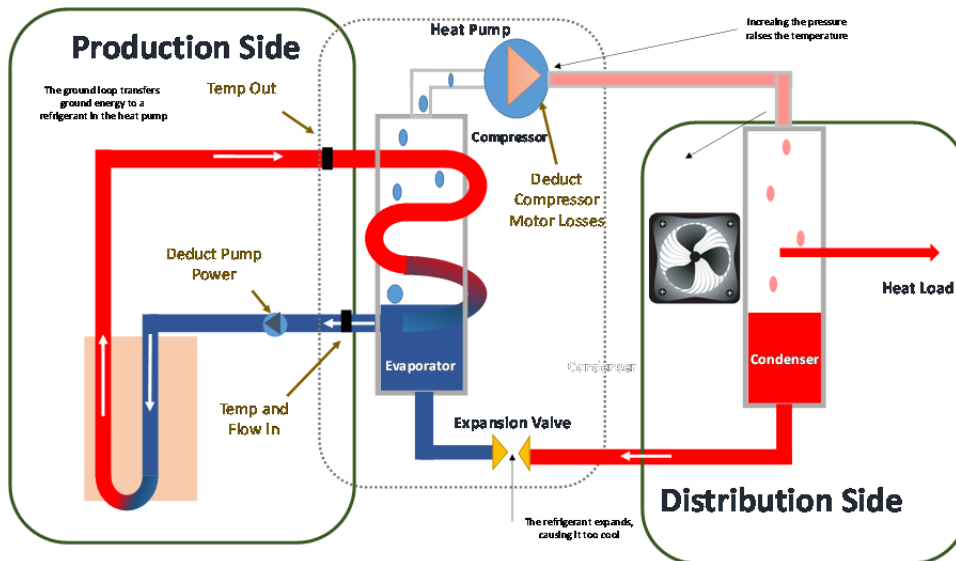 Production Side
The ground loop transfers
ground energy to a
refrigerant in the heat pump
Temp Out
Heat Pump
Increaing the pressure
raises the temperature
Compressor
Deduct
Compressor
Motor Losses
Deduct Pump
Power
Heat Load
Evaporator
Condenser
Condenser
Temp and
Flow In
Expansion Valve
Distribution Side
The refrigerant expands,
causing it too cool